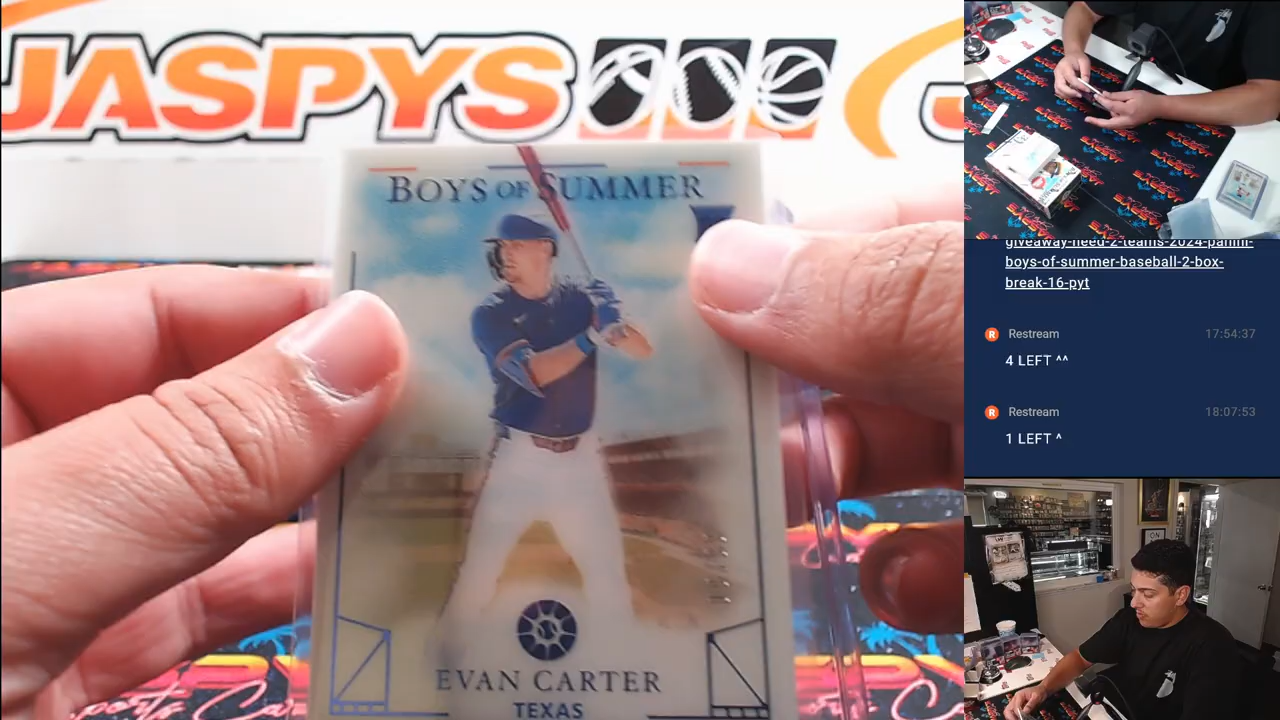 JASPYS
BOYS OF SUMMER
EVAN CARTER
TEXAS
giveaway-need-2-teams-2024-panini-
boys-of-summer-baseball-2-box-
break-16-pyt
Restream 17:54:37
4 LEFT ^^
Restream 18:07:53
1 LEFT ^